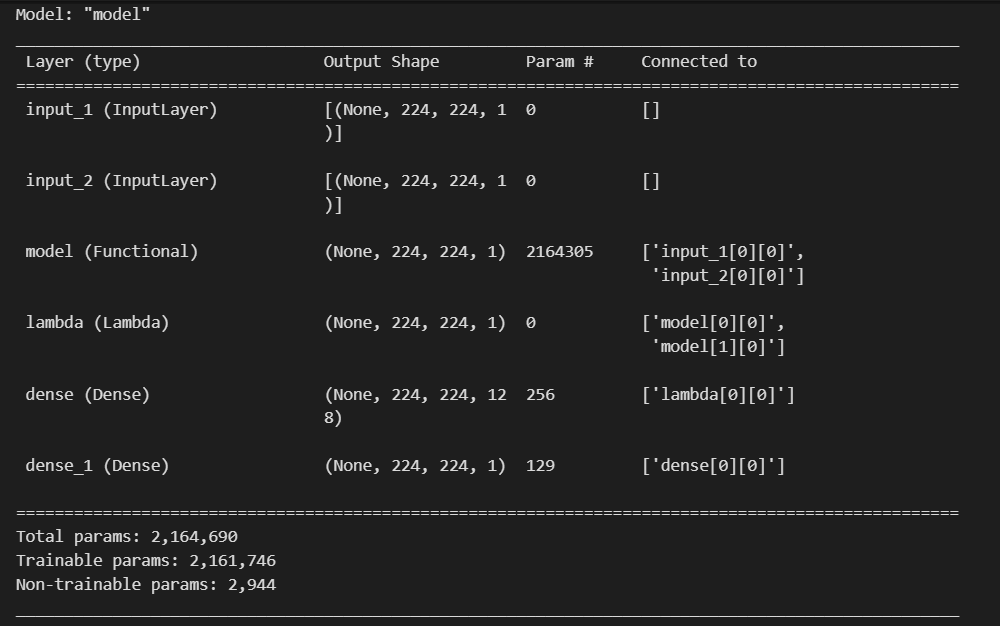 Model: "model"
Layer (type) Output Shape Param # Connected to
input_1 (InputLayer) [(None, 224, 224, 1 0 []
)]
input_2 (InputLayer) [(None, 224, 224, 1 0 []
)]
model (Functional) (None, 224, 224, 1) 2164305 ['input_1[0][0]',
'input_2[0][0]']
lambda (Lambda) (None, 224, 224, 1) 0 ['model[0][0]',
'model[1][0]']
dense (Dense) (None, 224, 224, 12 256 ['lambda[0][0]']
8)
dense_1 (Dense) (None, 224, 224, 1) 129 ['dense[0][0]']
Total params: 2,164,690
Trainable params: 2,161,746
Non-trainable params: 2,944